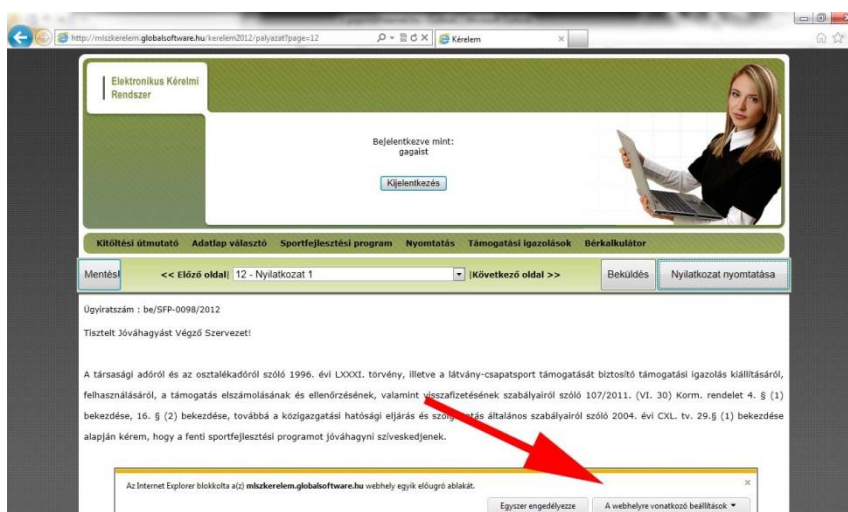 http://mlszkerelem.globalsoftware.hu/kerelem2012/palyazat?page=12
Kérelem
Elektronikus Kérelmi
Rendszer
Bejelentkezve mint:
gagaist
Kijelentkezés
Kitöltési útmutató Adatlap választó Sportfejlesztési program Nyomtatás Támogatási igazolások Bérkalkulátor
Mentés! << Előző oldal| 12 - Nyilatkozat 1 |Következő oldal >> Beküldés Nyilatkozat nyomtatása
Ügyiratszám : be/SFP-0098/2012
Tisztelt Jóváhagyást Végző Szervezet!
A társasági adóról és az osztalékadóról szóló 1996. évi LXXXI. törvény, illetve a látvány-csapatsport támogatását biztosító támogatási igazolás kiállításáról,
felhasználásáról, a támogatás elszámolásának és ellenőrzésének, valamint visszafizetésének szabályairól szóló 107/2011. (VI. 30) Korm. rendelet 4. § (1)
bekezdése, 16. § (2) bekezdése, továbbá a közigazgatási hatósági eljárás és szolgáltatás általános szabályairól szóló 2004. évi CXL. tv. 29.§ (1) bekezdése
alapján kérem, hogy a fenti sportfejlesztési programot jóváhagyni szíveskedjenek.
Az Internet Explorer blokkolta a(z) mlszkerelem.globalsoftware.hu webhely egyik előugró ablakát.
Egyszer engedélyezze A webhelyre vonatkozó beállítások